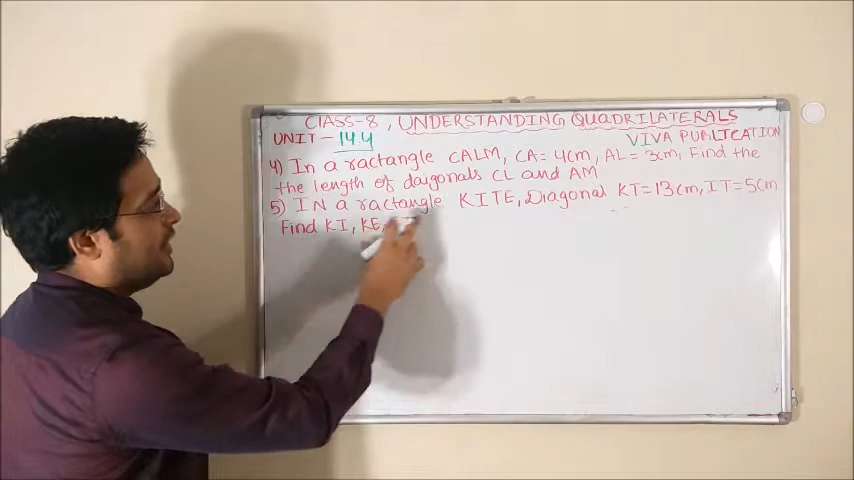 CLASS-8, UNDERSTANDING QUADRILATERALS
UNIT - 14.4 VIVA PUBLICATION
4) In a ractangle CALM, CA = 4cm, AL = 3cm, Find the
the length of daigonals CL and AM
5) IN a ractangle KITE, Diagonal KT = 13cm, IT = 5cm
Find KI, KE,